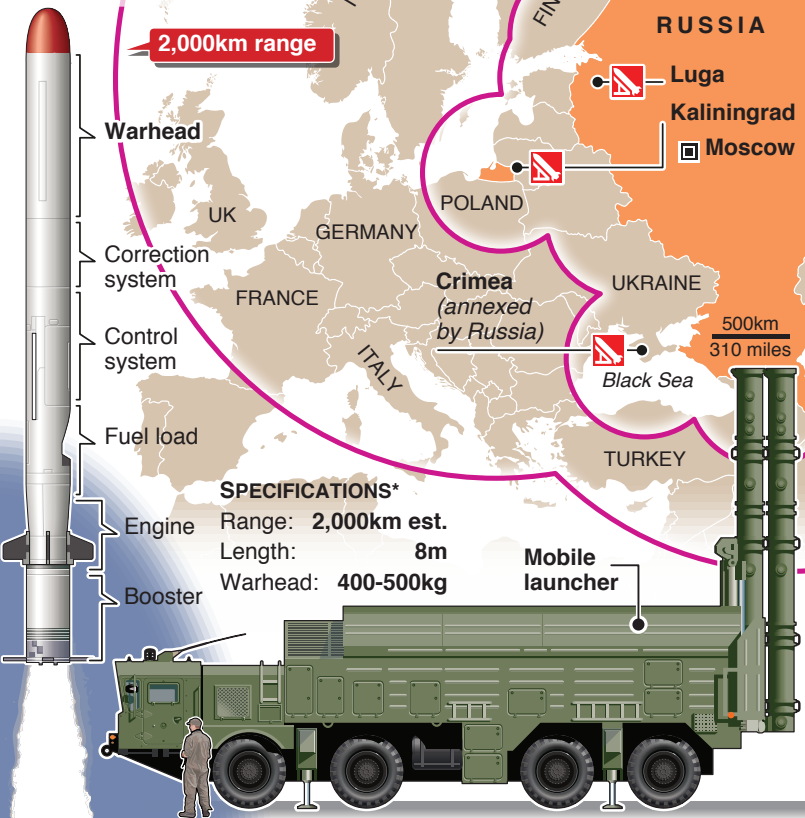 2,000km range
FIN
RUSSIA
Luga
Kaliningrad
Moscow
Warhead
UK
POLAND
GERMANY
Correction
system
FRANCE
Crimea
(annexed
by Russia)
UKRAINE
Control
system
ITALY
500km
310 miles
Black Sea
Fuel load
TURKEY
SPECIFICATIONS*
Range: 2,000km est.
Length: 8m
Warhead: 400-500kg
Engine
Booster
Mobile
launcher